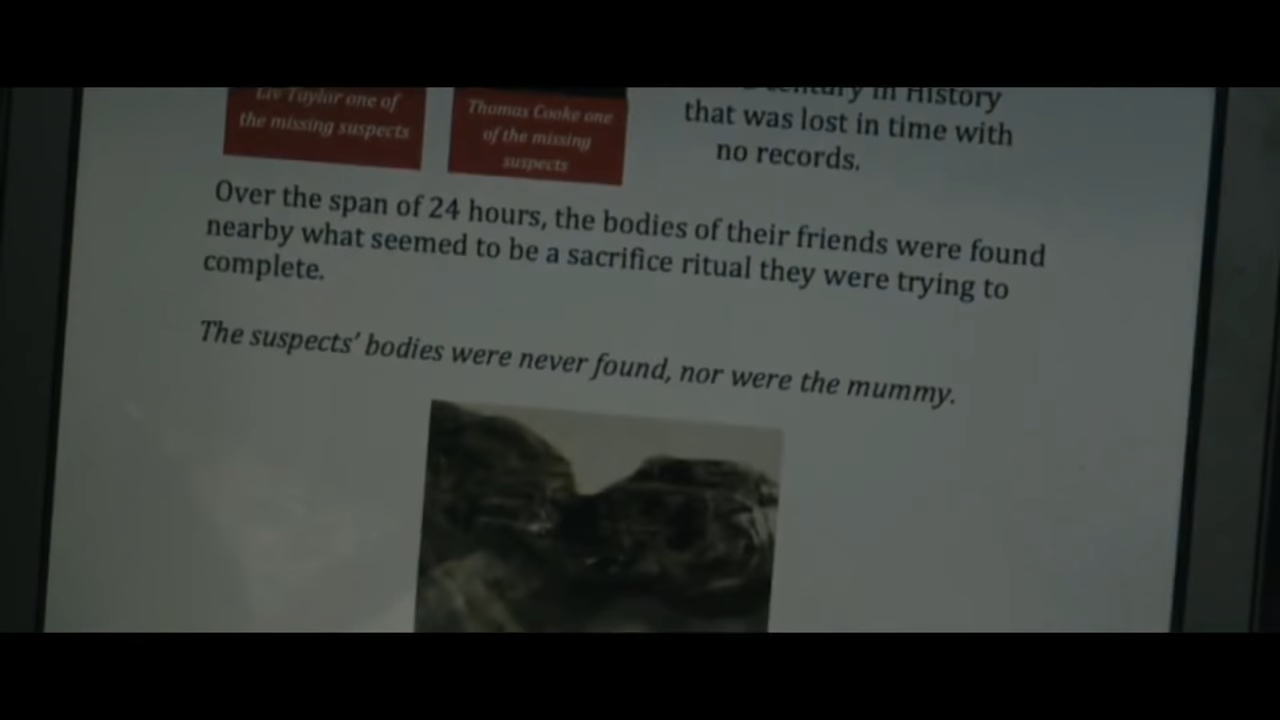 Liv Taylor one of
the missing suspects
Thomas Cooke one
of the missing
suspects
century in History
that was lost in time with
no records.
Over the span of 24 hours, the bodies of their friends were found
nearby what seemed to be a sacrifice ritual they were trying to
complete.
The suspects’ bodies were never found, nor were the mummy.